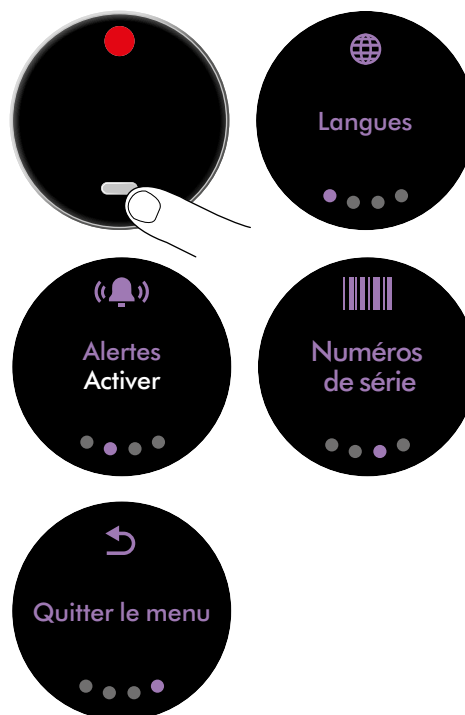 Langues
Alertes
Activer
Numéros
de série
Quitter le menu